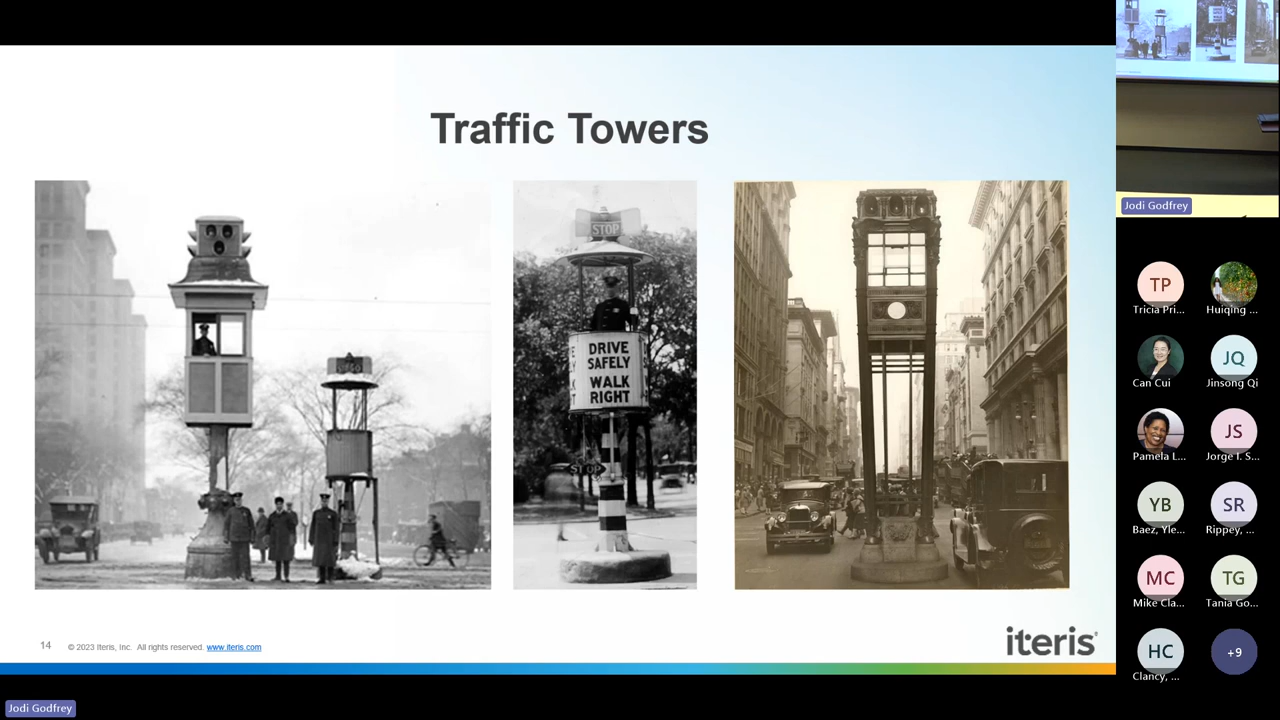 Traffic Towers
STOP
DRIVE
SAFELY
WALK
RIGHT
STOP
14
© 2023 Iteris, Inc. All rights reserved. www.iteris.com
iteris
Jodi Godfrey
Jodi Godfrey
TP
Tricia Pri...
Huiqing ...
Can Cui
JQ
Jinsong Qi
Pamela L...
JS
Jorge I. S...
YB
Baez, Yle...
SR
Rippey, ...
MC
Mike Cla...
TG
Tania Go...
HC
Clancy, ...
+9